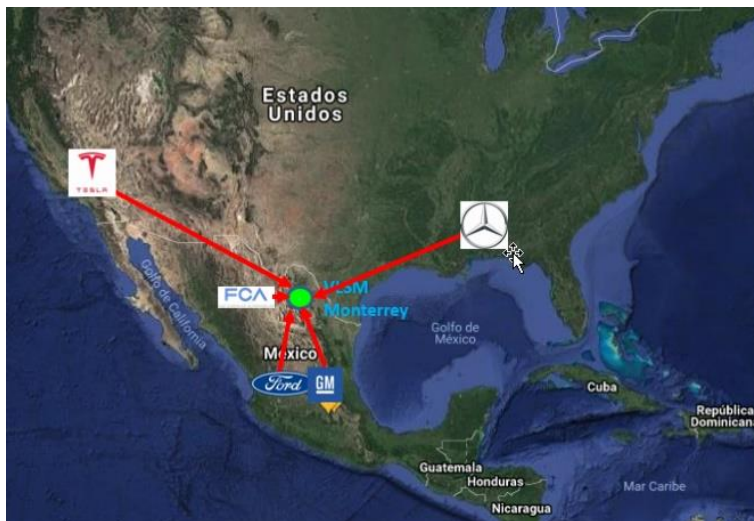 Estados
Unidos
TESLA
Golfo de California
FCA
VLSM
Monterrey
Golfo de
México
México
Ford
GM
Cuba
República
Dominicana
Guatemala
Honduras
Nicaragua
Mar Caribe